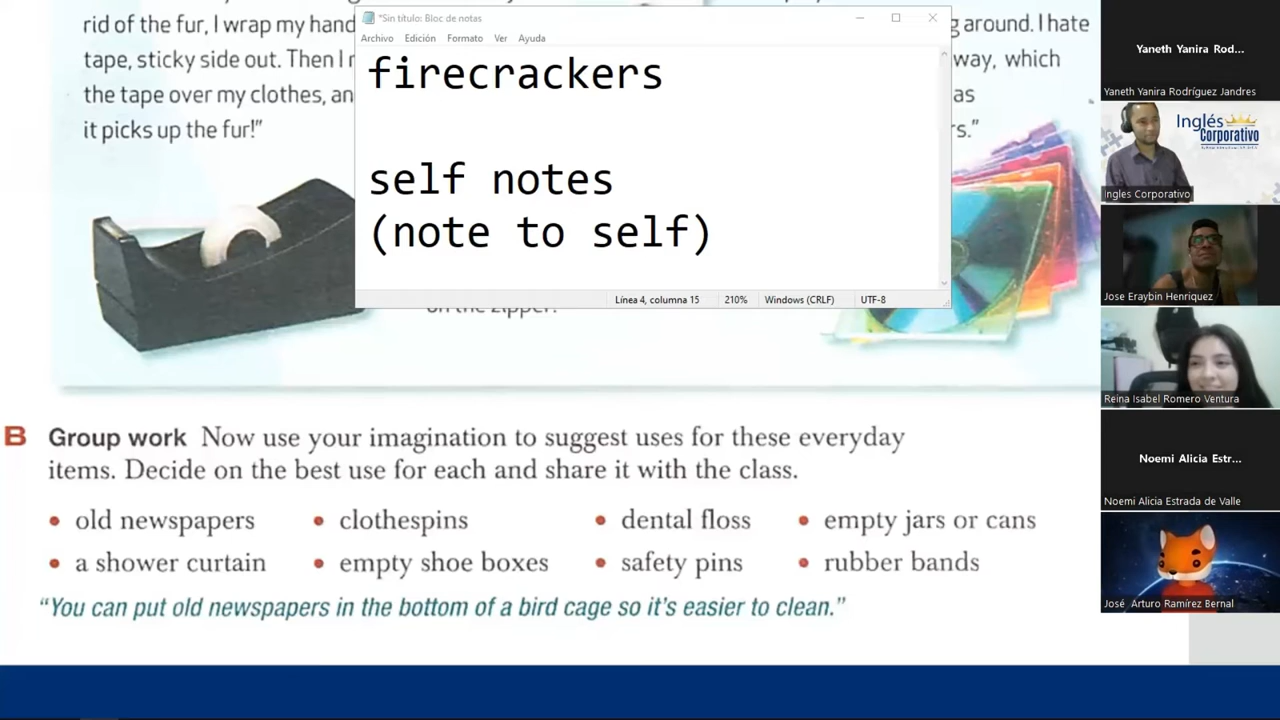 rid of the fur, I wrap my hand
tape, sticky side out. Then I r
the tape over my clothes, an
it picks up the fur!"
g around. I hate
way, which
as
rs."
*Sin título: Bloc de notas
Archivo Edición Formato Ver Ayuda
firecrackers
self notes
(note to self)
Línea 4, columna 15 210% Windows (CRLF) UTF-8
on the zipper!
B Group work Now use your imagination to suggest uses for these everyday
items. Decide on the best use for each and share it with the class.
• old newspapers • clothespins • dental floss • empty jars or cans
• a shower curtain • empty shoe boxes • safety pins • rubber bands
"You can put old newspapers in the bottom of a bird cage so it's easier to clean."
Yaneth Yanira Rod...
Yaneth Yanira Rodríguez Jandres
Inglés
Corporativo
Ingles Corporativo
Jose Eraybin Henriquez
Reina Isabel Romero Ventura
Noemi Alicia Estr...
Noemi Alicia Estrada de Valle
José Arturo Ramírez Bernal